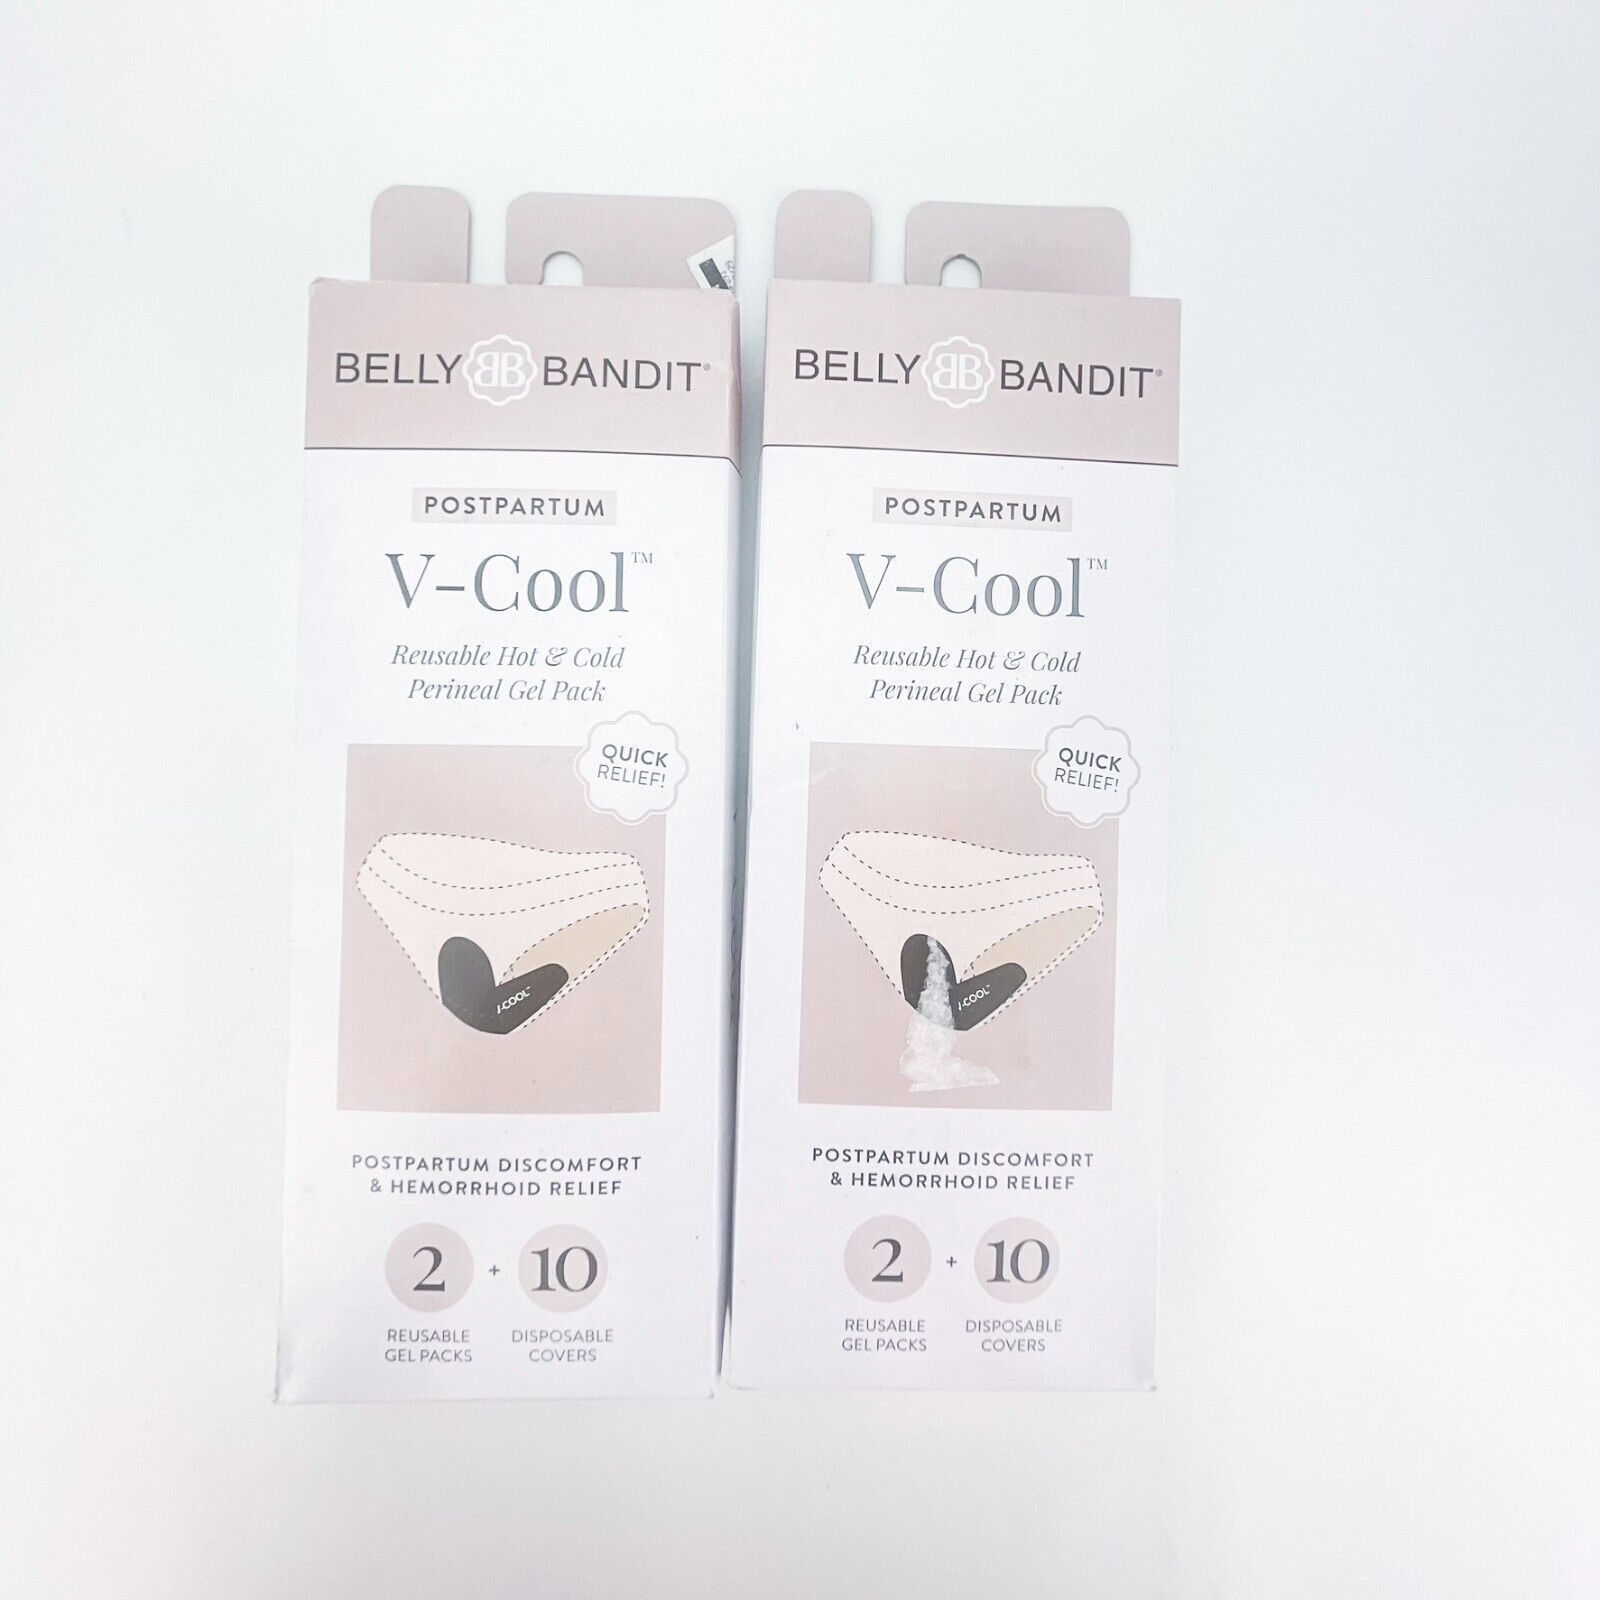 BELLY BB BANDIT®
POSTPARTUM
V-Cool™
Reusable Hot & Cold
Perineal Gel Pack
QUICK
RELIEF!
V-COOL™
POSTPARTUM DISCOMFORT
& HEMORRHOID RELIEF
2 + 10
REUSABLE DISPOSABLE
GEL PACKS COVERS
BELLY BB BANDIT®
POSTPARTUM
V-Cool™
Reusable Hot & Cold
Perineal Gel Pack
QUICK
RELIEF!
V-COOL™
POSTPARTUM DISCOMFORT
& HEMORRHOID RELIEF
2 + 10
REUSABLE DISPOSABLE
GEL PACKS COVERS